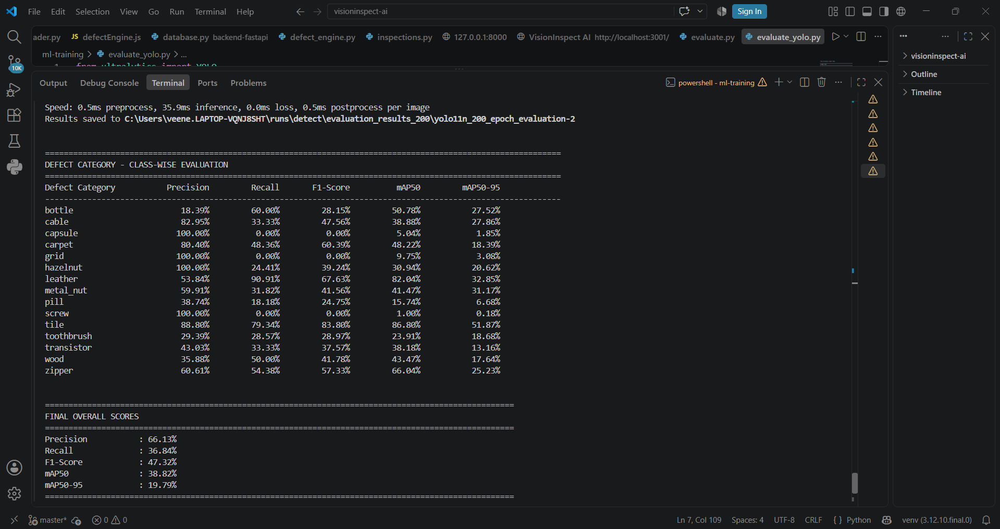 File Edit Selection View Go Run Terminal Help
visioninspect-ai
Sign In
ader.py
JS defectEngine.js
database.py backend-fastapi
defect_engine.py
inspections.py
127.0.0.1:8000
VisionInspect AI http://localhost:3001/
evaluate.py
evaluate_yolo.py
ml-training > evaluate_yolo.py > ...
1 from ultralytics import YOLO
10K
Output Debug Console Terminal Ports Problems
powershell - ml-training
visioninspect-ai
Outline
Timeline
Speed: 0.5ms preprocess, 35.9ms inference, 0.0ms loss, 0.5ms postprocess per image
Results saved to C:\Users\veene.LAPTOP-VQNJ8SHT\runs\detect\evaluation_results_200\yolo11n_200_epoch_evaluation-2
DEFECT CATEGORY - CLASS-WISE EVALUATION
Defect Category Precision Recall F1-Score mAP50 mAP50-95
bottle 18.39% 60.00% 28.15% 50.78% 27.52%
cable 82.95% 33.33% 47.56% 38.88% 27.86%
capsule 100.00% 0.00% 0.00% 5.04% 1.85%
carpet 80.40% 48.36% 60.39% 48.22% 18.39%
grid 100.00% 0.00% 0.00% 9.75% 3.08%
hazelnut 100.00% 24.41% 39.24% 30.94% 20.62%
leather 53.84% 90.91% 67.63% 82.04% 32.85%
metal_nut 59.91% 31.82% 41.56% 41.47% 31.17%
pill 38.74% 18.18% 24.75% 15.74% 6.68%
screw 100.00% 0.00% 0.00% 1.00% 0.18%
tile 88.80% 79.34% 83.80% 86.80% 51.87%
toothbrush 29.39% 28.57% 28.97% 23.91% 18.68%
transistor 43.03% 33.33% 37.57% 38.18% 13.16%
wood 35.88% 50.00% 41.78% 43.47% 17.64%
zipper 60.61% 54.38% 57.33% 66.04% 25.23%
FINAL OVERALL SCORES
Precision : 66.13%
Recall : 36.84%
F1-Score : 47.32%
mAP50 : 38.82%
mAP50-95 : 19.79%
master* 0 0
Ln 7, Col 109 Spaces: 4 UTF-8 CRLF { } Python venv (3.12.10.final.0)